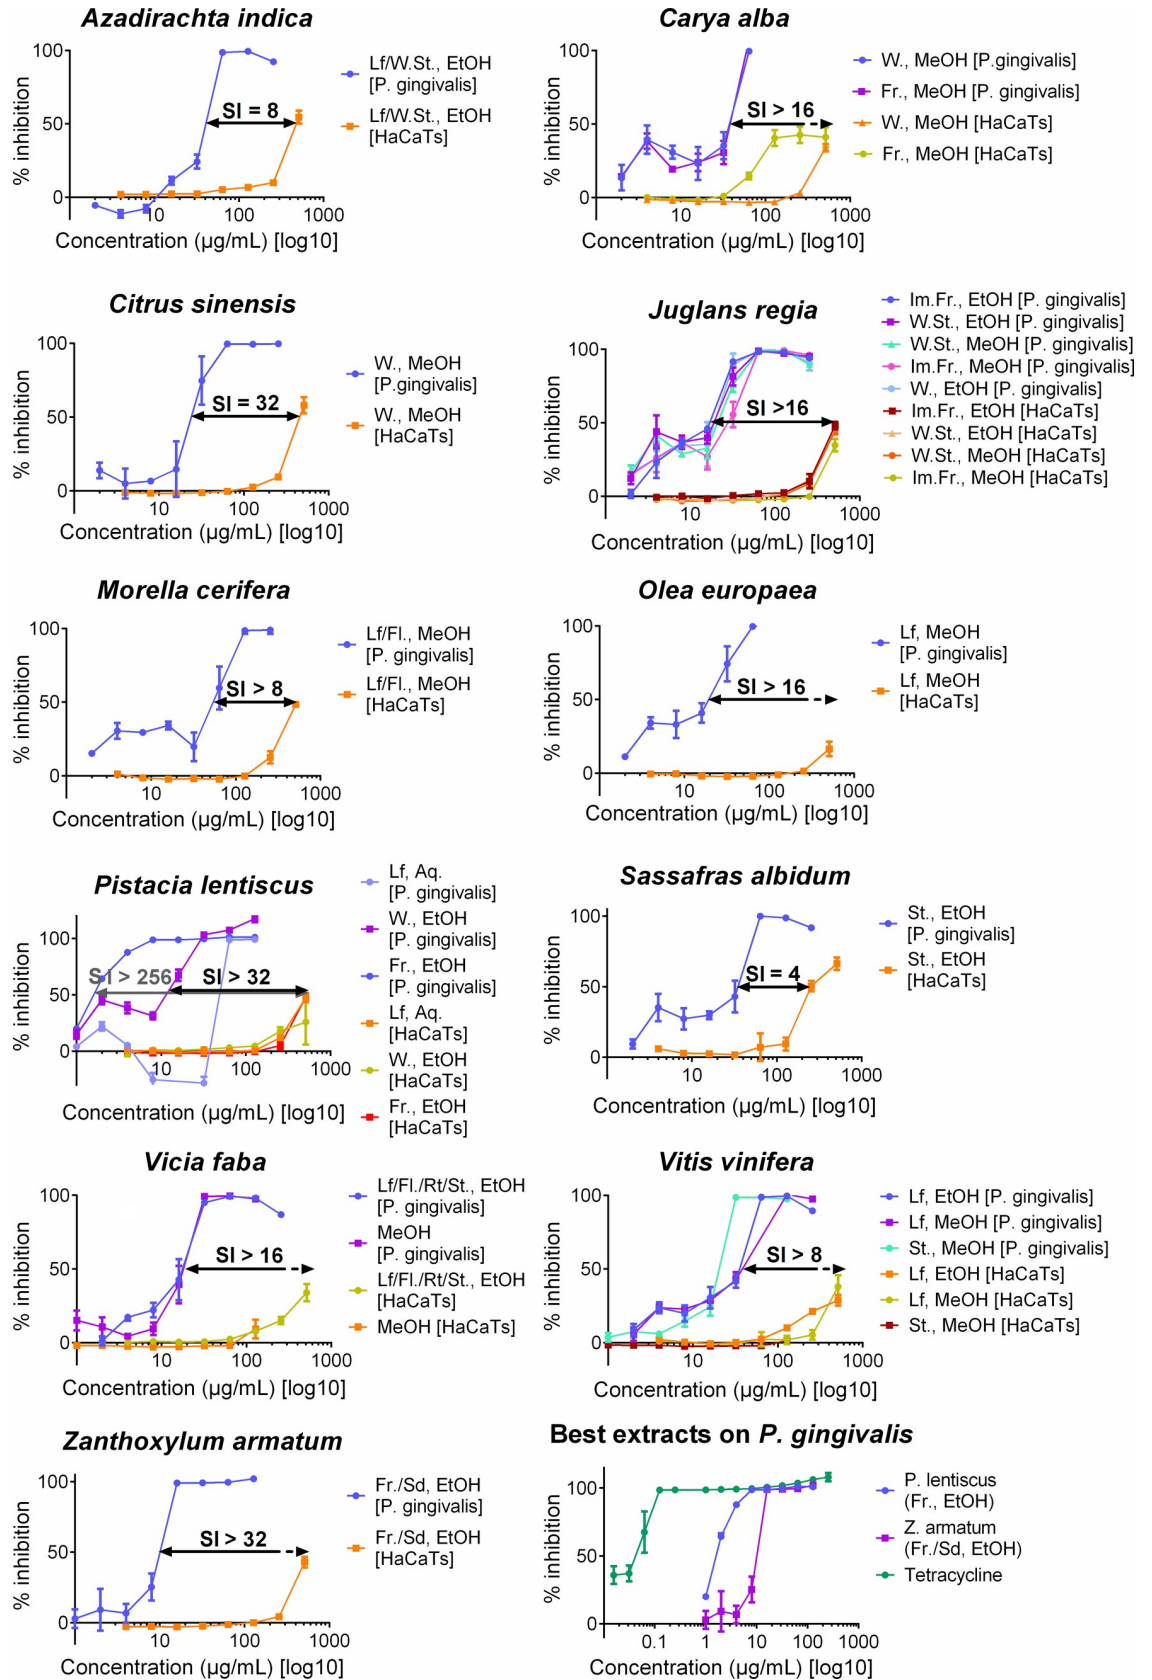 Azadirachta indica
100
50
0
10
100
1000
% inhibition
Concentration (µg/mL) [log10]
SI = 8
Lf/W.St., EtOH
[P. gingivalis]
Lf/W.St., EtOH
[HaCaTs]
Carya alba
100
50
0
10
100
1000
% inhibition
Concentration (µg/mL) [log10]
SI > 16
W., MeOH [P.gingivalis]
Fr., MeOH [P. gingivalis]
W., MeOH [HaCaTs]
Fr., MeOH [HaCaTs]
Citrus sinensis
100
50
0
10
100
1000
% inhibition
Concentration (µg/mL) [log10]
SI = 32
W., MeOH
[P.gingivalis]
W., MeOH
[HaCaTs]
Juglans regia
100
50
0
10
100
1000
% inhibition
Concentration (µg/mL) [log10]
SI >16
Im.Fr., EtOH [P. gingivalis]
W.St., EtOH [P. gingivalis]
W.St., MeOH [P. gingivalis]
Im.Fr., MeOH [P. gingivalis]
W., EtOH [P. gingivalis]
Im.Fr., EtOH [HaCaTs]
W.St., EtOH [HaCaTs]
W.St., MeOH [HaCaTs]
Im.Fr., MeOH [HaCaTs]
Morella cerifera
100
50
0
10
100
1000
% inhibition
Concentration (µg/mL) [log10]
SI > 8
Lf/Fl., MeOH
[P. gingivalis]
Lf/Fl., MeOH
[HaCaTs]
Olea europaea
100
50
0
10
100
1000
% inhibition
Concentration (µg/mL) [log10]
SI > 16
Lf, MeOH
[P. gingivalis]
Lf, MeOH
[HaCaTs]
Pistacia lentiscus
100
50
0
10
100
1000
% inhibition
Concentration (µg/mL) [log10]
SI > 256
SI > 32
Lf, Aq.
[P. gingivalis]
W., EtOH
[P. gingivalis]
Fr., EtOH
[P. gingivalis]
Lf, Aq.
[HaCaTs]
W., EtOH
[HaCaTs]
Fr., EtOH
[HaCaTs]
Sassafras albidum
100
50
0
10
100
1000
% inhibition
Concentration (µg/mL) [log10]
SI = 4
St., EtOH
[P. gingivalis]
St., EtOH
[HaCaTs]
Vicia faba
100
50
0
10
100
1000
% inhibition
Concentration (µg/mL) [log10]
SI > 16
Lf/Fl./Rt/St., EtOH
[P. gingivalis]
MeOH
[P. gingivalis]
Lf/Fl./Rt/St., EtOH
[HaCaTs]
MeOH [HaCaTs]
Vitis vinifera
100
50
0
10
100
1000
% inhibition
Concentration (µg/mL) [log10]
SI > 8
Lf, EtOH [P. gingivalis]
Lf, MeOH [P. gingivalis]
St., MeOH [P. gingivalis]
Lf, EtOH [HaCaTs]
Lf, MeOH [HaCaTs]
St., MeOH [HaCaTs]
Zanthoxylum armatum
100
50
0
10
100
1000
% inhibition
Concentration (µg/mL) [log10]
SI > 32
Fr./Sd, EtOH
[P. gingivalis]
Fr./Sd, EtOH
[HaCaTs]
Best extracts on P. gingivalis
100
50
0
0.1
1
10
100
1000
% inhibition
Concentration (µg/mL) [log10]
P. lentiscus
(Fr., EtOH)
Z. armatum
(Fr./Sd, EtOH)
Tetracycline